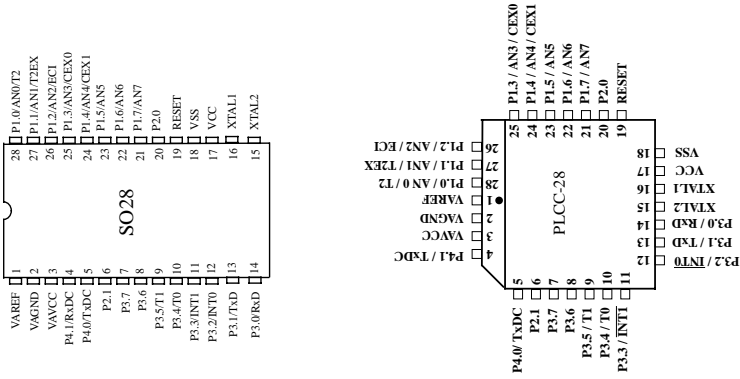 P1.0/AN0/T2
P1.1/AN1/T2EX
P1.2/AN2/ECI
P1.3/AN3/CEX0
P1.4/AN4/CEX1
P1.5/AN5
P1.6/AN6
P1.7/AN7
P2.0
RESET
VSS
VCC
XTAL1
XTAL2
28
27
26
25
24
23
22
21
20
19
18
17
16
15
SO28
1
2
3
4
5
6
7
8
9
10
11
12
13
14
VAREF
VAGND
VAVCC
P4.1/RxDC
P4.0/TxDC
P2.1
P3.7
P3.6
P3.5/T1
P3.4/T0
P3.3/INT1
P3.2/INT0
P3.1/TxD
P3.0/RxD
P1.3 / AN3 / CEX0
P1.4 / AN4 / CEX1
P1.5 / AN5
P1.6 / AN6
P1.7 / AN7
P2.0
RESET
25
24
23
22
21
20
19
P1.2 / AN2 / ECI 26
P1.1 / AN1 / T2EX 27
P1.0 / AN 0 / T2 28
VAREF 1
VAGND 2
VAVCC 3
P4.1 / TxDC 4
PLCC-28
18 VSS
17 VCC
16 XTAL1
15 XTAL2
14 P3.0 / RxD
13 P3.1 / TxD
12 P3.2 / INT0
5
6
7
8
9
10
11
P4.0/ TxDC
P2.1
P3.7
P3.6
P3.5 / T1
P3.4 / T0
P3.3 / INT1